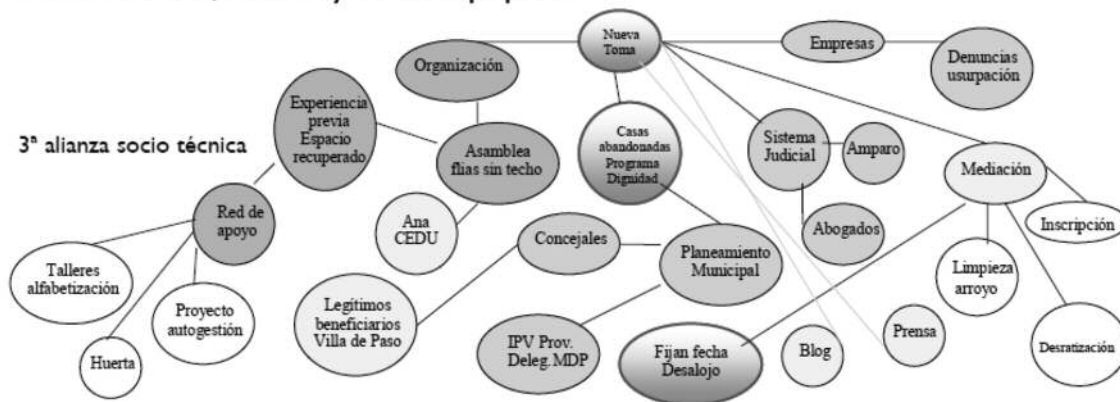 Nueva
Toma
Empresas
Denuncias
usurpación
Organización
Experiencia
previa
Espacio
recuperado
3ª alianza socio técnica
Asamblea
flias sin techo
Casas
abandonadas
Programa
Dignidad
Sistema
Judicial
Amparo
Mediación
Inscripción
Red de
apoyo
Ana
CEDU
Concejales
Planeamiento
Municipal
Abogados
Limpieza
arroyo
Talleres
alfabetización
Proyecto
autogestión
Huerta
Legítimos
beneficiarios
Villa de Paso
IPV Prov.
Deleg. MDP
Fijan fecha
Desalojo
Blog
Prensa
Desratización